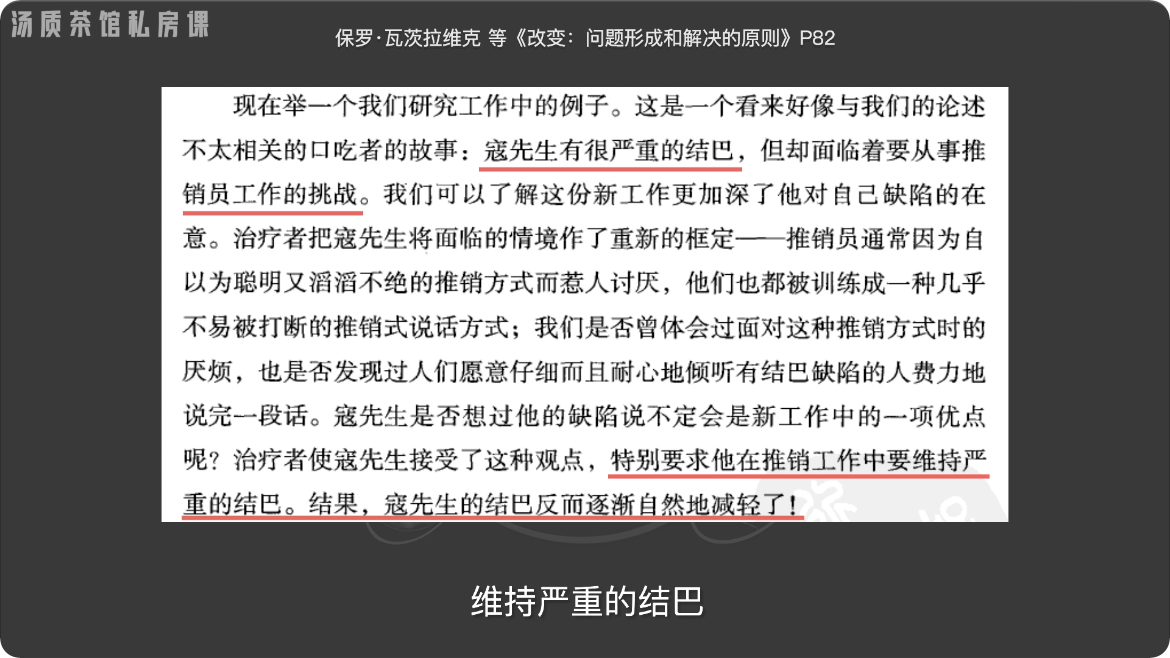 汤质茶馆私房课
保罗·瓦茨拉维克 等《改变：问题形成和解决的原则》P82
现在举一个我们研究工作中的例子。这是一个看来好像与我们的论述
不太相关的口吃者的故事：寇先生有很严重的结巴，但却面临着要从事推
销员工作的挑战。我们可以了解这份新工作更加深了他对自己缺陷的在
意。治疗者把寇先生将面临的情境作了重新的框定——推销员通常因为自
以为聪明又滔滔不绝的推销方式而惹人讨厌，他们也都被训练成一种几乎
不易被打断的推销式说话方式；我们是否曾体会过面对这种推销方式时的
厌烦，也是否发现过人们愿意仔细而且耐心地倾听有结巴缺陷的人费力地
说完一段话。寇先生是否想过他的缺陷说不定会是新工作中的一项优点
呢？治疗者使寇先生接受了这种观点，特别要求他在推销工作中要维持严
重的结巴。结果，寇先生的结巴反而逐渐自然地减轻了！
维持严重的结巴